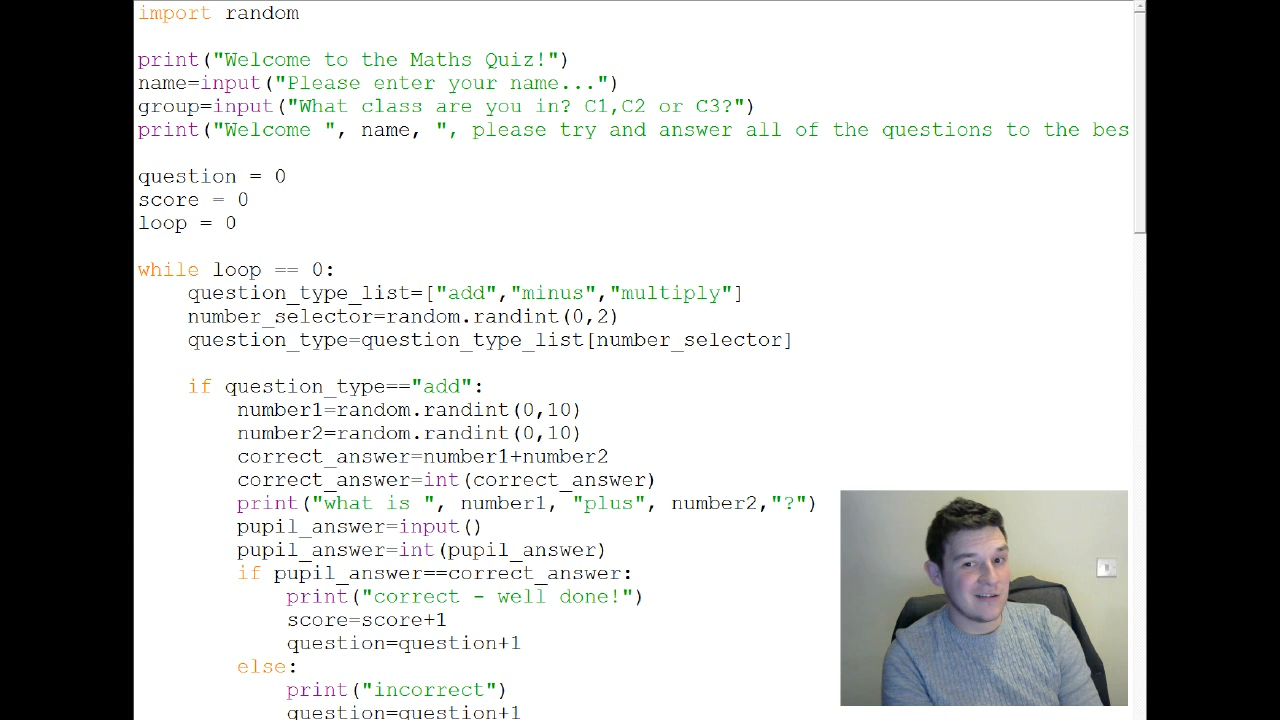 import random
print("Welcome to the Maths Quiz!")
name=input("Please enter your name...")
group=input("What class are you in? C1,C2 or C3?")
print("Welcome ", name, ", please try and answer all of the questions to the bes
question = 0
score = 0
loop = 0
while loop == 0:
question_type_list=["add","minus","multiply"]
number_selector=random.randint(0,2)
question_type=question_type_list[number_selector]
if question_type=="add":
number1=random.randint(0,10)
number2=random.randint(0,10)
correct_answer=number1+number2
correct_answer=int(correct_answer)
print("what is ", number1, "plus", number2,"?")
pupil_answer=input()
pupil_answer=int(pupil_answer)
if pupil_answer==correct_answer:
print("correct - well done!")
score=score+1
question=question+1
else:
print("incorrect")
question=question+1